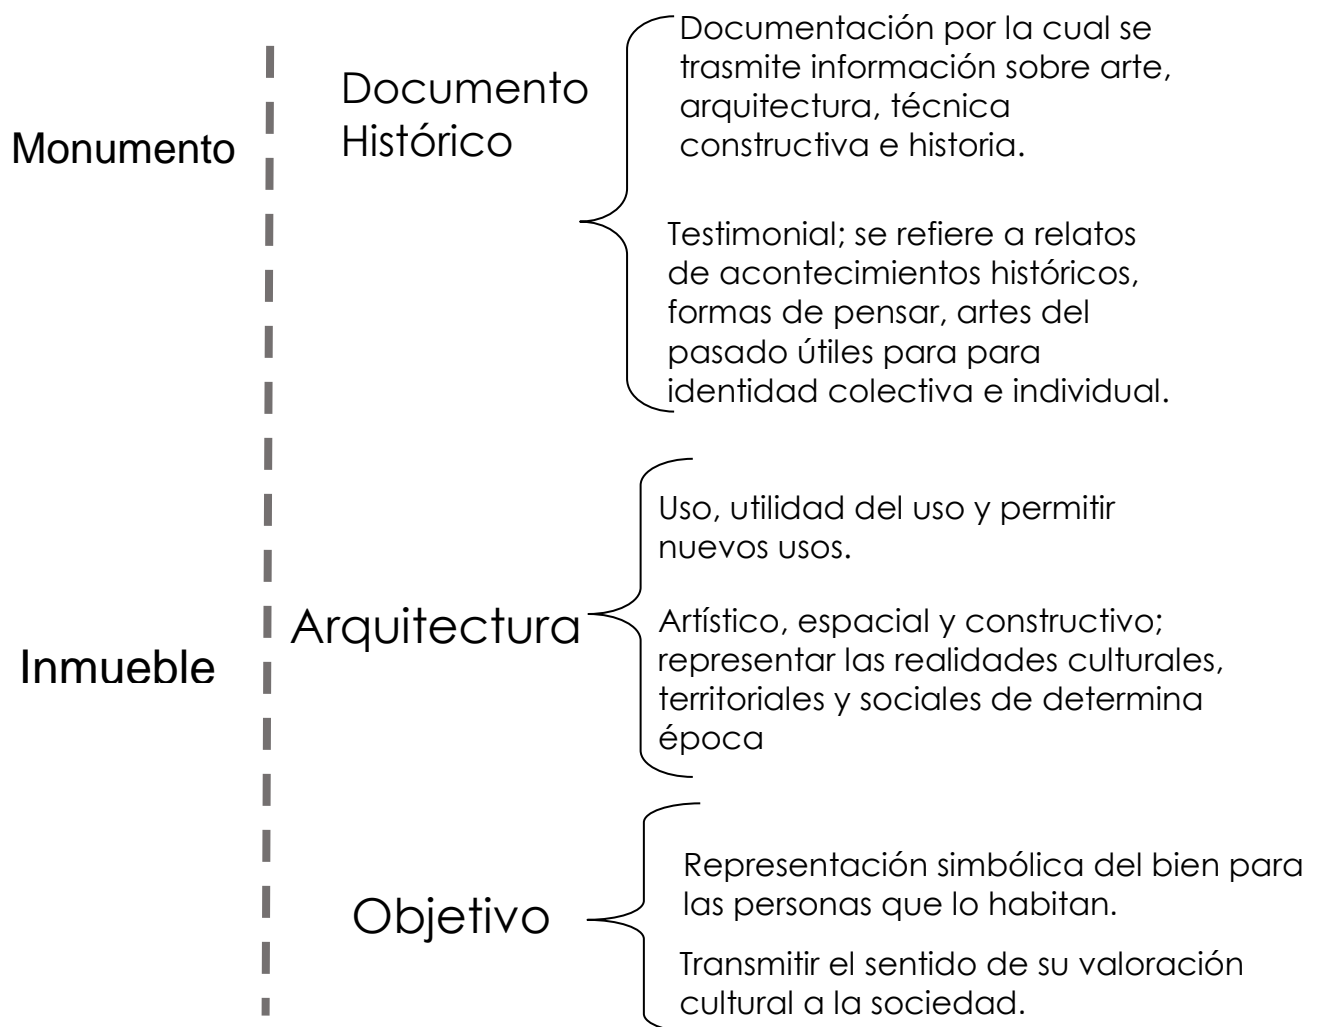 Monumento
Documento
Histórico
Documentación por la cual se
trasmite información sobre arte,
arquitectura, técnica
constructiva e historia.
Testimonial; se refiere a relatos
de acontecimientos históricos,
formas de pensar, artes del
pasado útiles para para
identidad colectiva e individual.
Inmueble
Arquitectura
Uso, utilidad del uso y permitir
nuevos usos.
Artístico, espacial y constructivo;
representar las realidades culturales,
territoriales y sociales de determina
época
Objetivo
Representación simbólica del bien para
las personas que lo habitan.
Transmitir el sentido de su valoración
cultural a la sociedad.